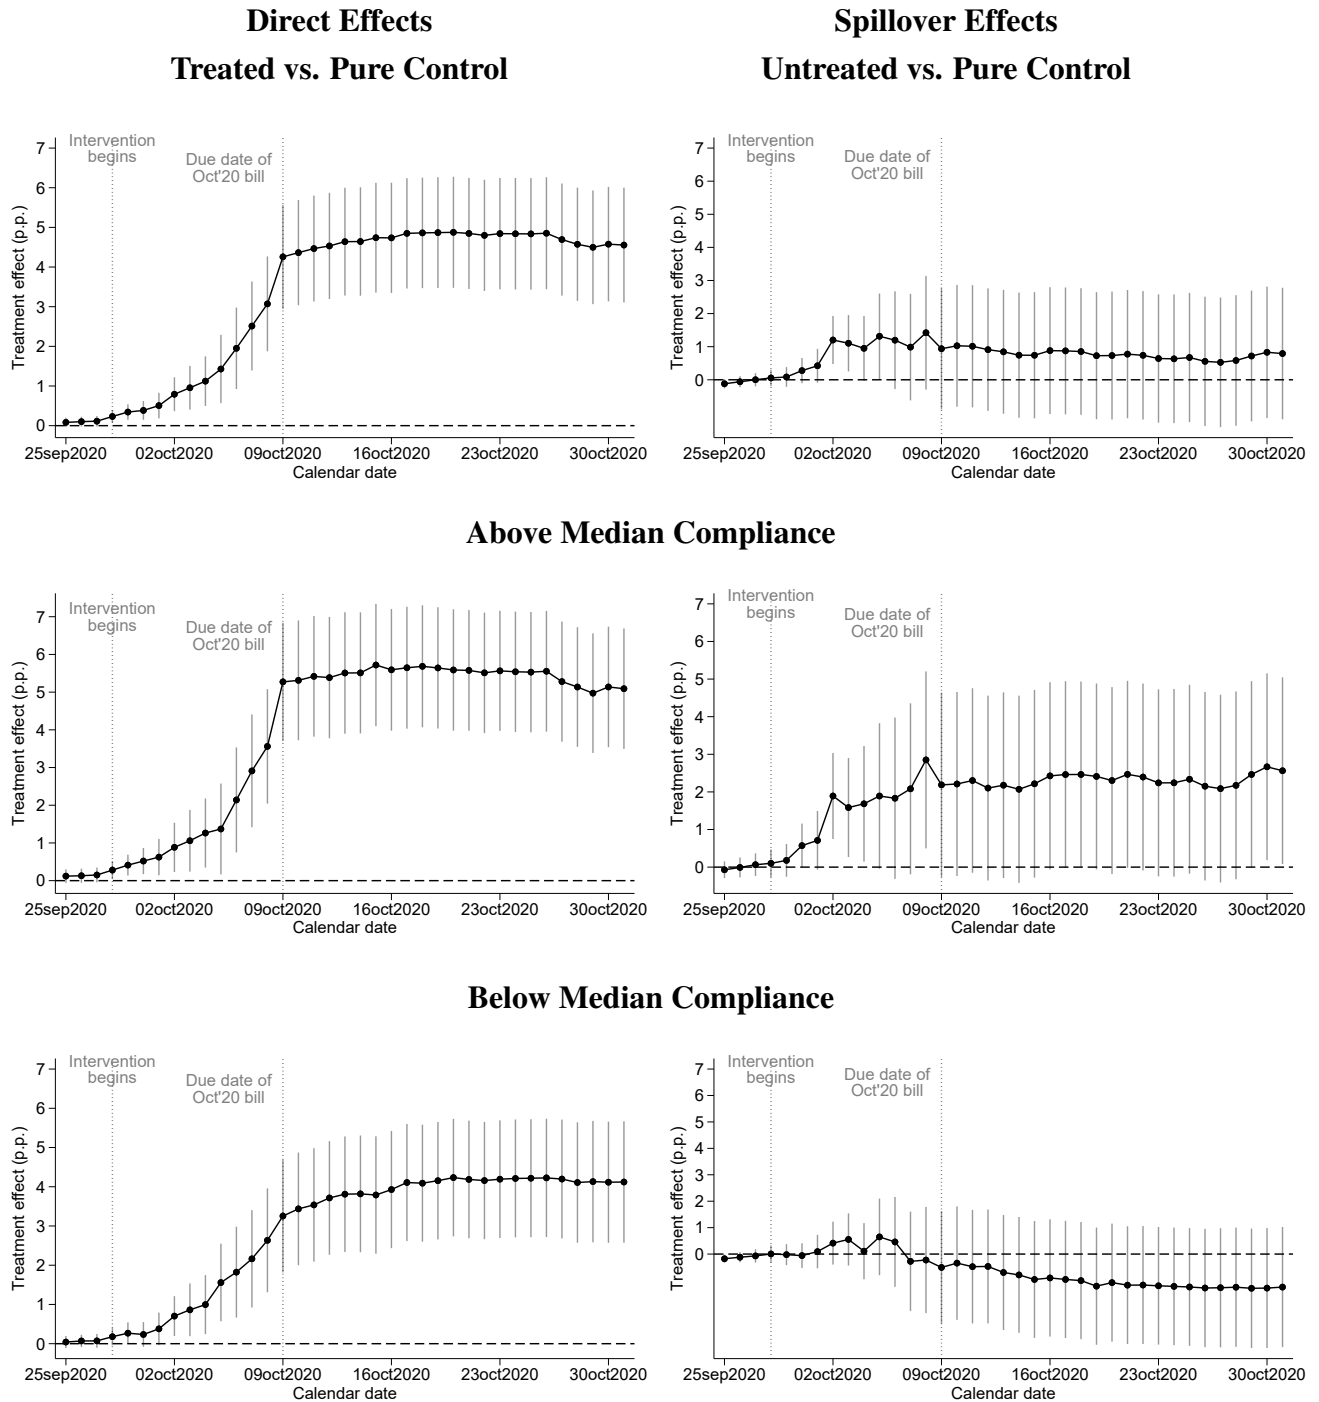 Direct Effects
Treated vs. Pure Control
Spillover Effects
Untreated vs. Pure Control
Treatment effect (p.p.)
7
6
5
4
3
2
1
0
Intervention
begins
Due date of
Oct'20 bill
25sep2020 02oct2020 09oct2020 16oct2020 23oct2020 30oct2020
Calendar date
Treatment effect (p.p.)
7
6
5
4
3
2
1
0
Intervention
begins
Due date of
Oct'20 bill
25sep2020 02oct2020 09oct2020 16oct2020 23oct2020 30oct2020
Calendar date
Above Median Compliance
Treatment effect (p.p.)
7
6
5
4
3
2
1
0
Intervention
begins
Due date of
Oct'20 bill
25sep2020 02oct2020 09oct2020 16oct2020 23oct2020 30oct2020
Calendar date
Treatment effect (p.p.)
7
6
5
4
3
2
1
0
Intervention
begins
Due date of
Oct'20 bill
25sep2020 02oct2020 09oct2020 16oct2020 23oct2020 30oct2020
Calendar date
Below Median Compliance
Treatment effect (p.p.)
7
6
5
4
3
2
1
0
Intervention
begins
Due date of
Oct'20 bill
25sep2020 02oct2020 09oct2020 16oct2020 23oct2020 30oct2020
Calendar date
Treatment effect (p.p.)
7
6
5
4
3
2
1
0
Intervention
begins
Due date of
Oct'20 bill
25sep2020 02oct2020 09oct2020 16oct2020 23oct2020 30oct2020
Calendar date